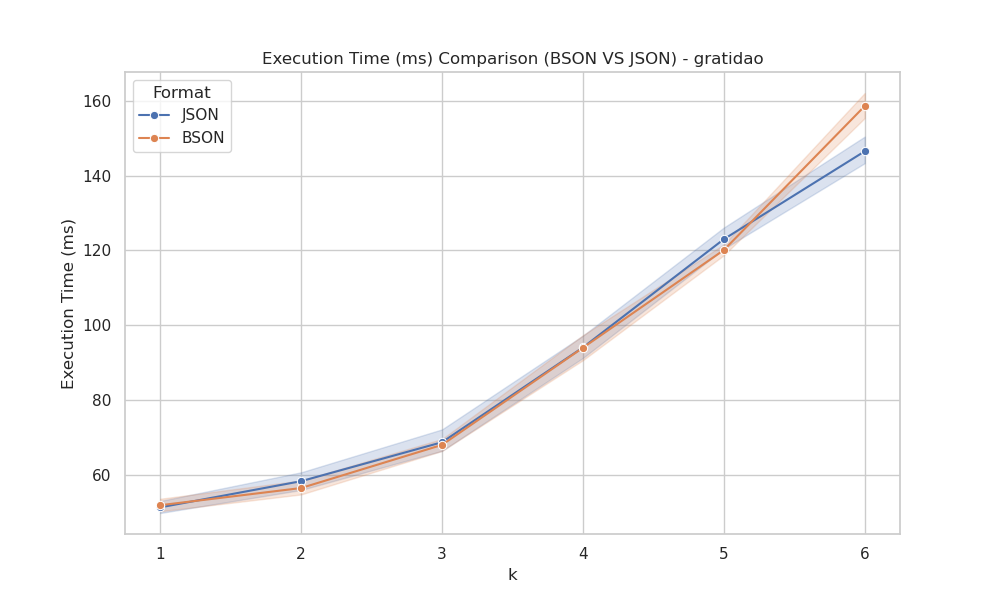 Execution Time (ms) Comparison (BSON VS JSON) - gratidao
Format
JSON
BSON
Execution Time (ms)
160
140
120
100
80
60
1 2 3 4 5 6
k